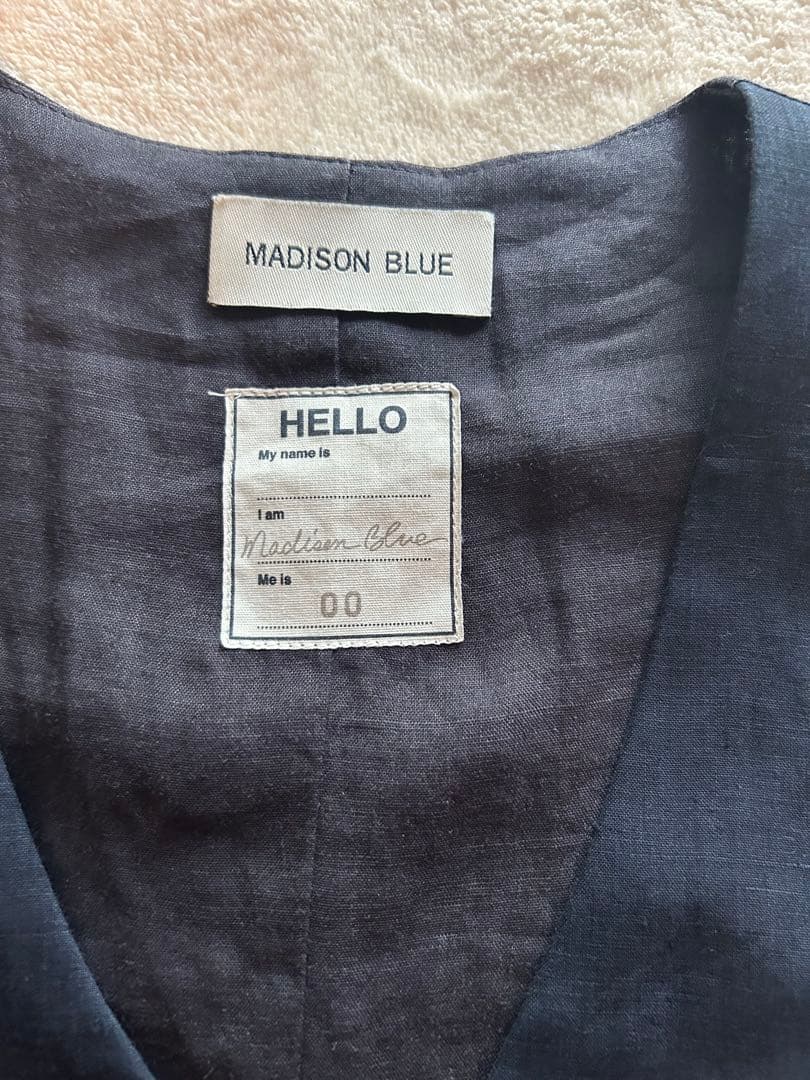 MADISON BLUE
HELLO
My name is
I am
Madison Blue
Me is
00